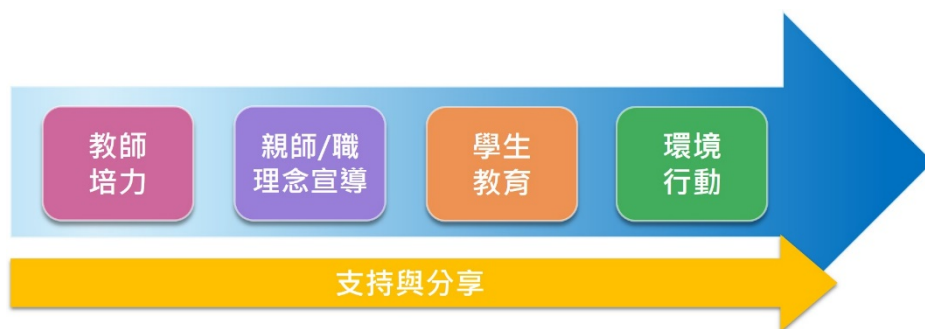 教師
培力
親師/職
理念宣導
學生
教育
環境
行動
支持與分享